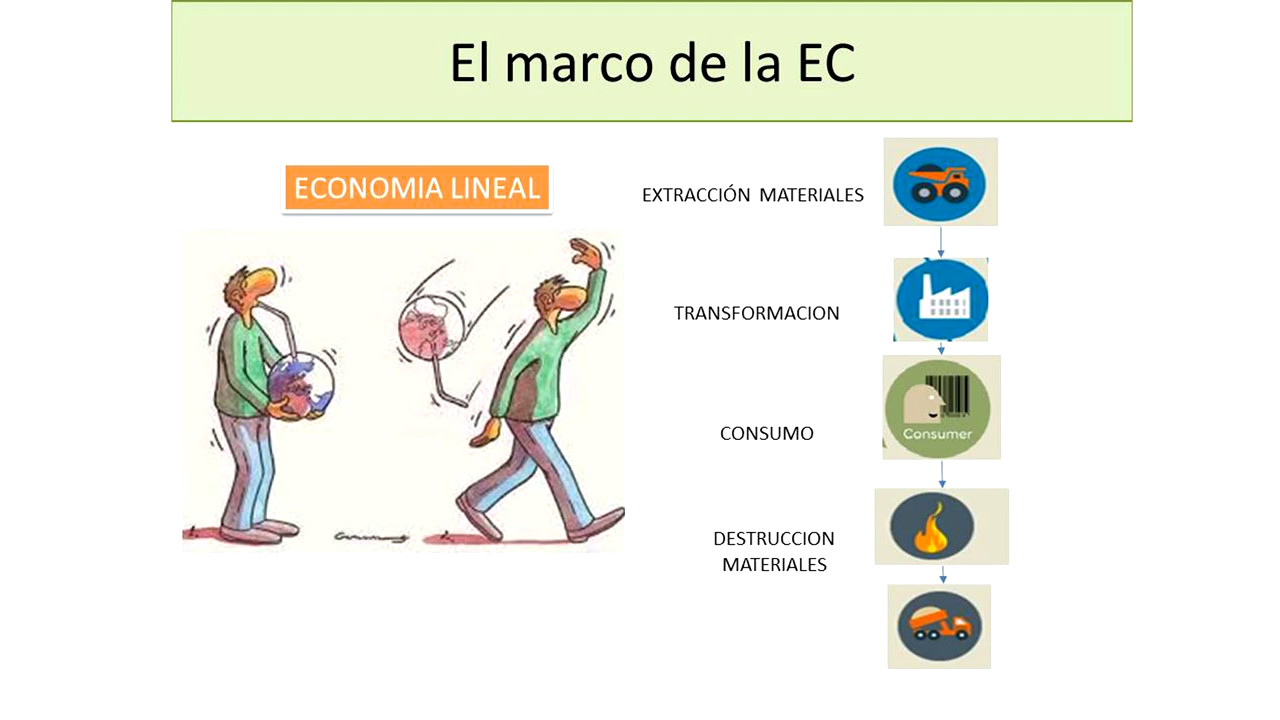 El marco de la EC
ECONOMIA LINEAL
EXTRACCIÓN MATERIALES
TRANSFORMACION
CONSUMO
Consumer
DESTRUCCION
MATERIALES